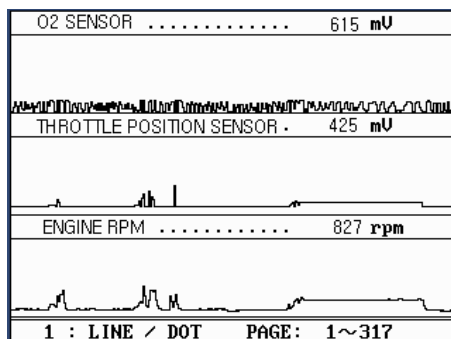 O2 SENSOR ............. 615 mV
THROTTLE POSITION SENSOR . 425 mV
ENGINE RPM ............ 827 rpm
1 : LINE / DOT PAGE: 1~317